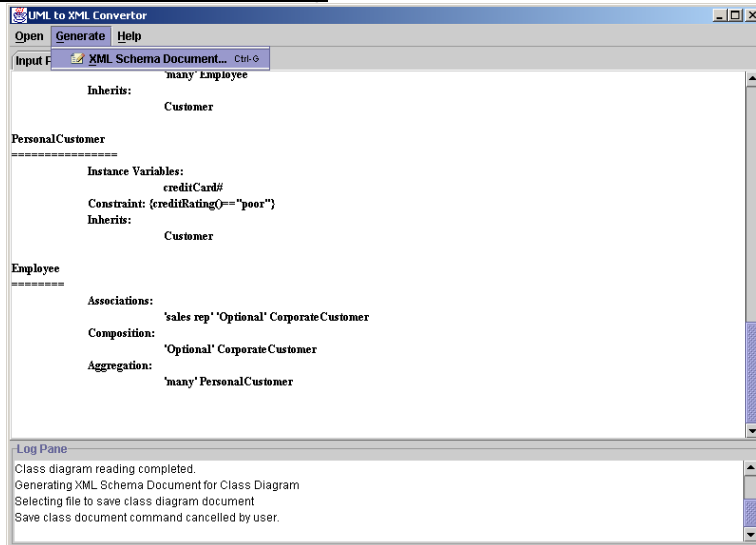 UML to XML Convertor
Open Generate Help
Input P
XML Schema Document... Ctrl-G
'many' Employee
Inherits:
Customer
PersonalCustomer
================
Instance Variables:
creditCard#
Constraint: {creditRating()=="poor"}
Inherits:
Customer
Employee
========
Associations:
'sales rep' 'Optional' CorporateCustomer
Composition:
'Optional' CorporateCustomer
Aggregation:
'many' PersonalCustomer
Log Pane
Class diagram reading completed.
Generating XML Schema Document for Class Diagram
Selecting file to save class diagram document
Save class document command cancelled by user.